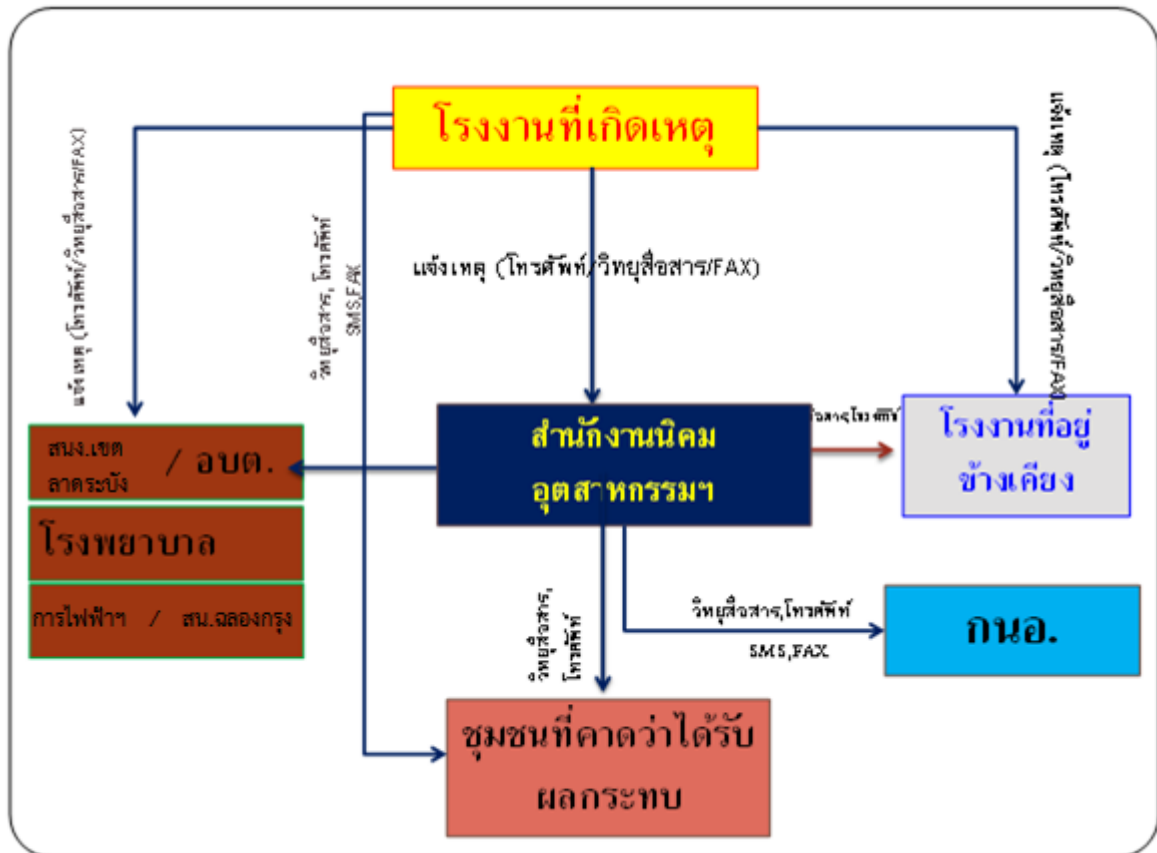 โรงงานที่เกิดเหตุ
แจ้งเหตุ (โทรศัพท์/วิทยุสื่อสาร/FAX)
วิทยุสื่อสาร, โทรศัพท์
SMS,FAX
แจ้งเหตุ (โทรศัพท์/วิทยุสื่อสาร/FAX)
แจ้งเหตุ (โทรศัพท์/วิทยุสื่อสาร/FAX)
สนง.เขต
ลาดระบัง
/ อบต.
โรงพยาบาล
การไฟฟ้าฯ / สน.ฉลองกรุง
สำนักงานนิคม
อุตสาหกรรมฯ
โรงงานที่อยู่
ข้างเคียง
วิทยุสื่อสาร,
โทรศัพท์
วิทยุสื่อสาร,โทรศัพท์
SMS,FAX
กนอ.
ชุมชนที่คาดว่าได้รับ
ผลกระทบ